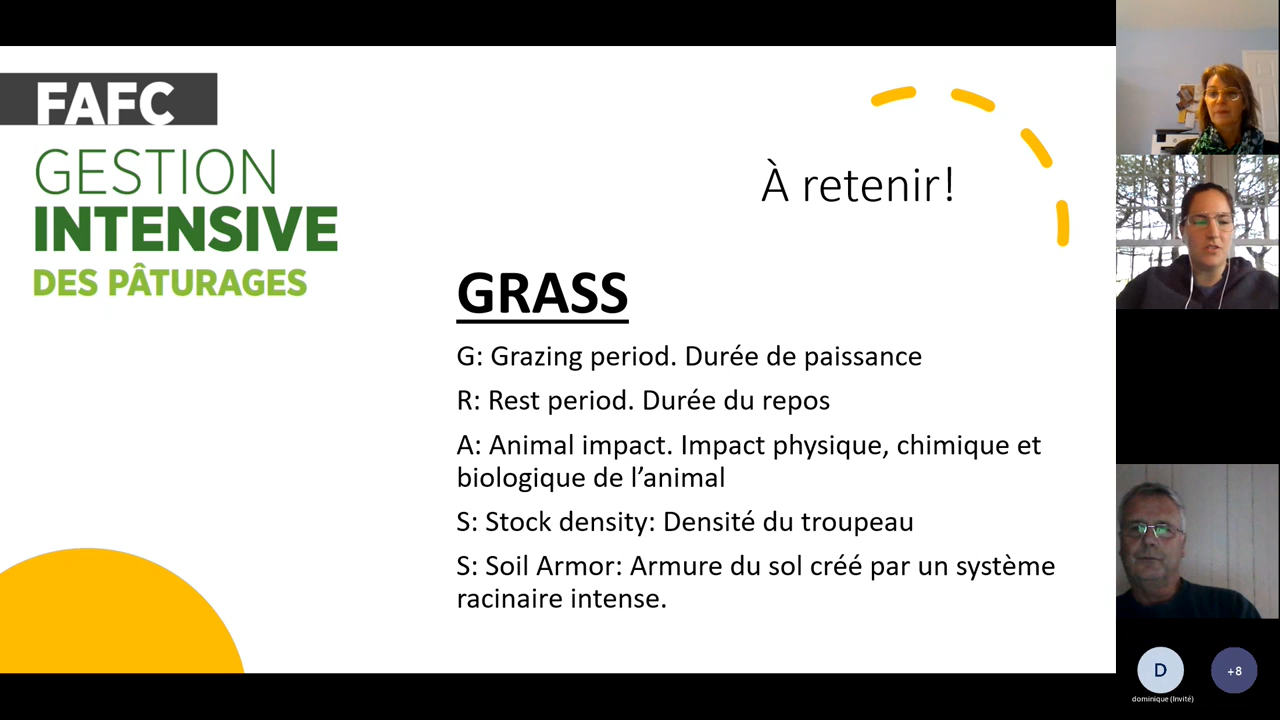 FAFC
GESTION
INTENSIVE
DES PÂTURAGES
À retenir!
GRASS
G: Grazing period. Durée de paissance
R: Rest period. Durée du repos
A: Animal impact. Impact physique, chimique et
biologique de l’animal
S: Stock density: Densité du troupeau
S: Soil Armor: Armure du sol créé par un système
racinaire intense.
D
+8
dominique (Invité)